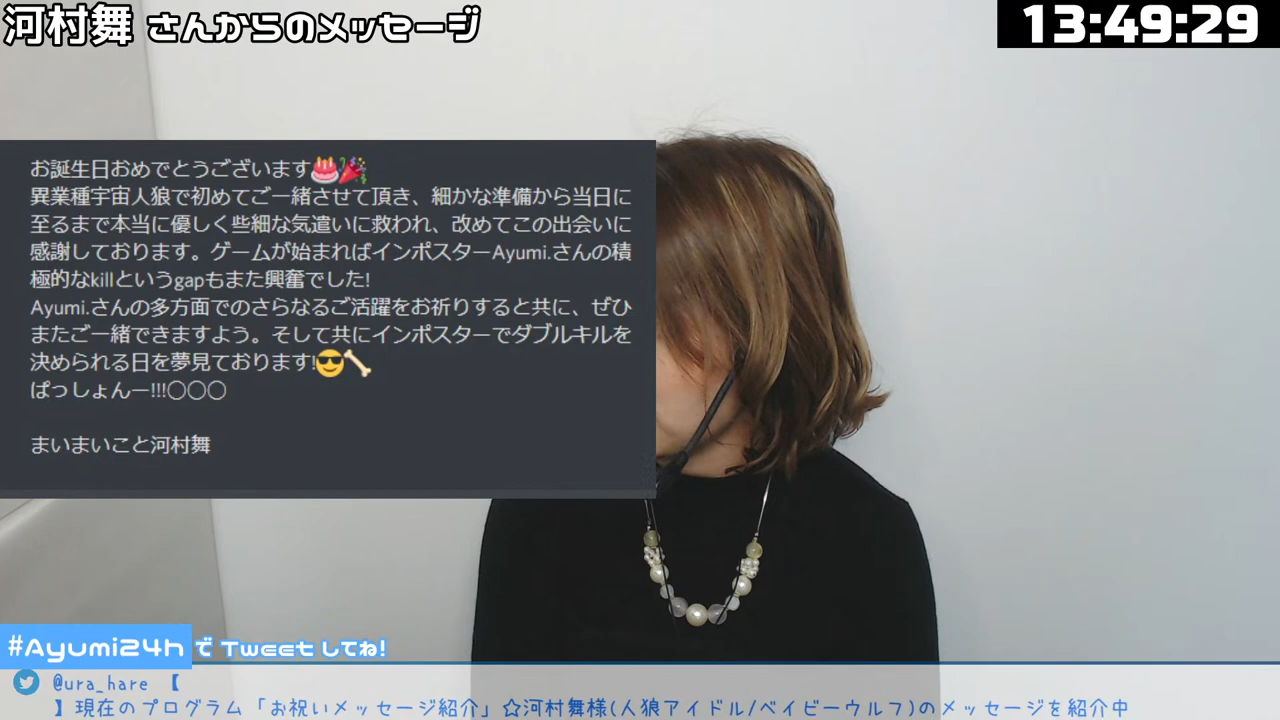 河村舞 さんからのメッセージ
13:49:29
お誕生日おめでとうございます🎂🎉
異業種宇宙人狼で初めてご一緒させて頂き、細かな準備から当日に
至るまで本当に優しく些細な気遣いに救われ、改めてこの出会いに
感謝しております。ゲームが始まればインポスターAyumi.さんの積
極的なkillというgapもまた興奮でした!
Ayumi.さんの多方面でのさらなるご活躍をお祈りすると共に、ぜひ
またご一緒できますよう。そして共にインポスターでダブルキルを
決められる日を夢見ております!😎🦴
ぱっしょんー!!!〇〇〇
まいまいこと河村舞
#Ayumi24h で Tweet してね!
@ura_hare 【
】現在のプログラム「お祝いメッセージ紹介」☆河村舞様(人狼アイドル/ベイビーウルフ)のメッセージを紹介中